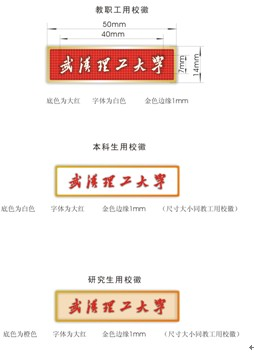 教职工用校徽
50mm
40mm
武汉理工大学
7mm
14mm
底色为大红 字体为白色 金色边缘1mm
本科生用校徽
武汉理工大学
底色为白色 字体为大红 金色边缘1mm （尺寸大小同教工用校徽）
研究生用校徽
武汉理工大学
底色为橙色 字体为大红 金色边缘1mm （尺寸大小同教工用校徽）